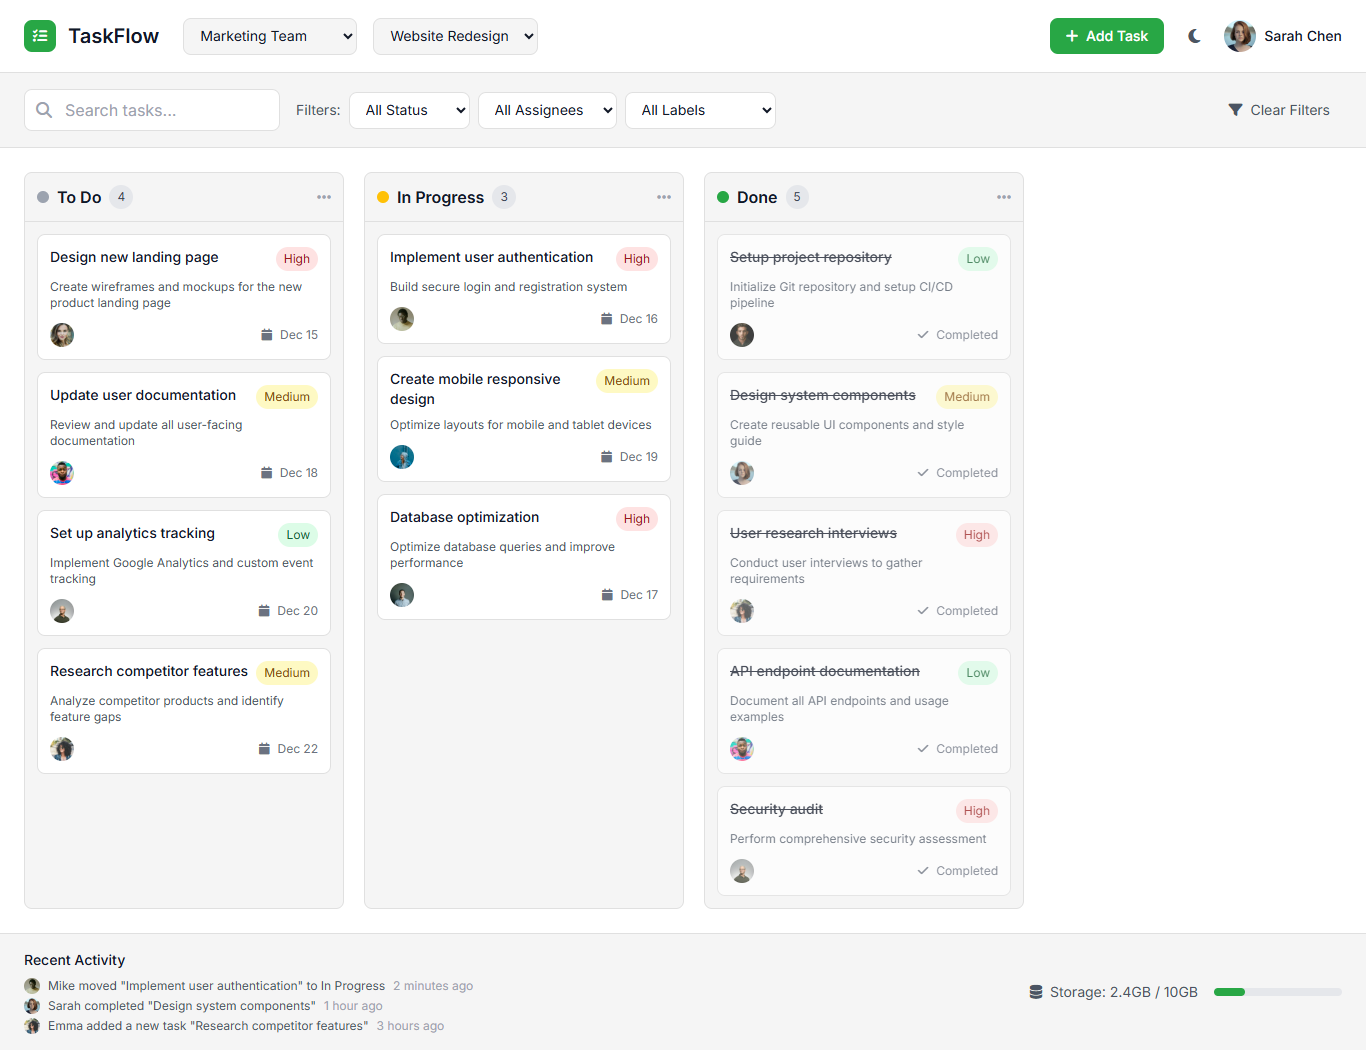 TaskFlow
Marketing Team
Website Redesign
Add Task
Sarah Chen
Search tasks...
Filters:
All Status
All Assignees
All Labels
Clear Filters
To Do 4
Design new landing page
High
Create wireframes and mockups for the new
product landing page
Dec 15
Update user documentation
Medium
Review and update all user-facing
documentation
Dec 18
Set up analytics tracking
Low
Implement Google Analytics and custom event
tracking
Dec 20
Research competitor features
Medium
Analyze competitor products and identify
feature gaps
Dec 22
In Progress 3
Implement user authentication
High
Build secure login and registration system
Dec 16
Create mobile responsive
design
Medium
Optimize layouts for mobile and tablet devices
Dec 19
Database optimization
High
Optimize database queries and improve
performance
Dec 17
Done 5
Setup project repository
Low
Initialize Git repository and setup CI/CD
pipeline
Completed
Design system components
Medium
Create reusable UI components and style
guide
Completed
User research interviews
High
Conduct user interviews to gather
requirements
Completed
API endpoint documentation
Low
Document all API endpoints and usage
examples
Completed
Security audit
High
Perform comprehensive security assessment
Completed
Recent Activity
Mike moved "Implement user authentication" to In Progress 2 minutes ago
Sarah completed "Design system components" 1 hour ago
Emma added a new task "Research competitor features" 3 hours ago
Storage: 2.4GB / 10GB